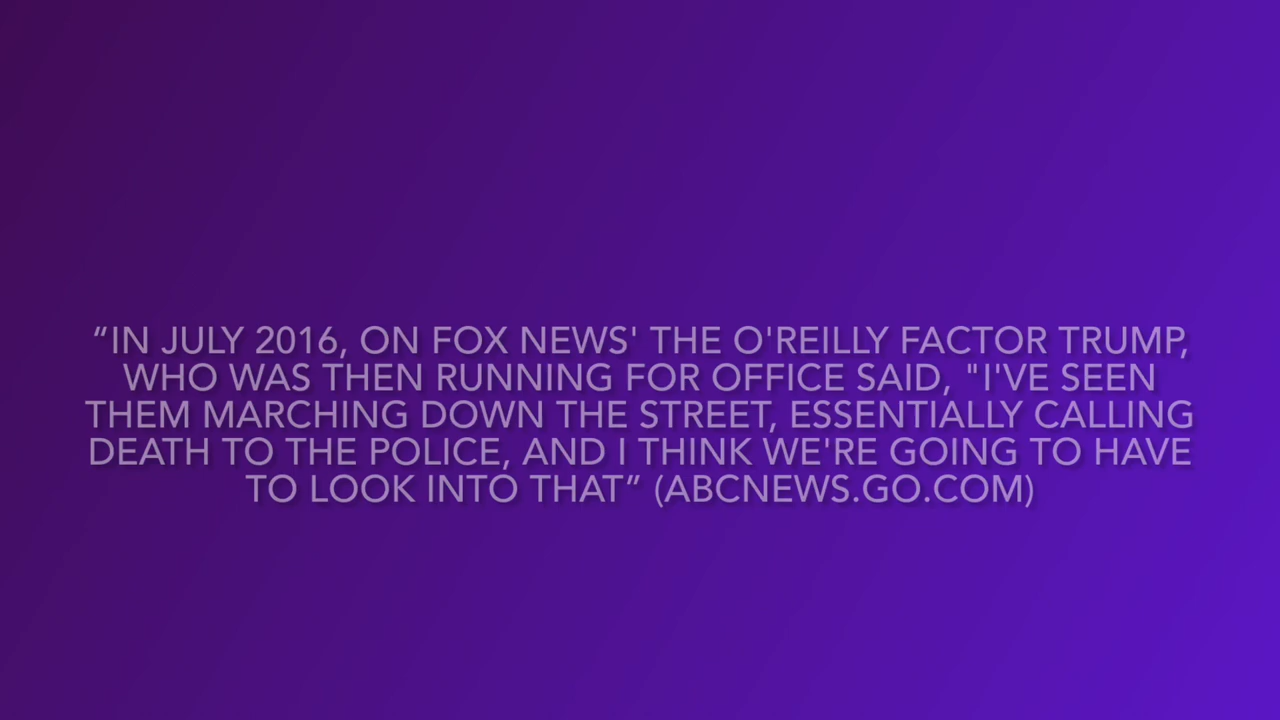 “IN JULY 2016, ON FOX NEWS' THE O'REILLY FACTOR TRUMP,
WHO WAS THEN RUNNING FOR OFFICE SAID, "I'VE SEEN
THEM MARCHING DOWN THE STREET, ESSENTIALLY CALLING
DEATH TO THE POLICE, AND I THINK WE'RE GOING TO HAVE
TO LOOK INTO THAT” (ABCNEWS.GO.COM)